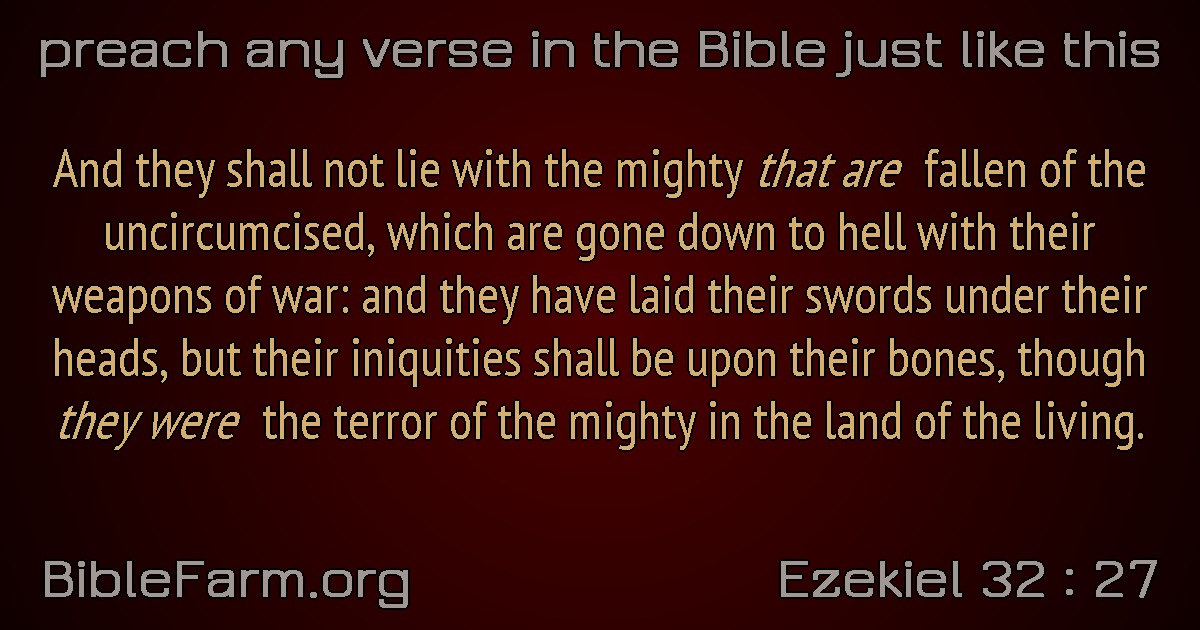 preach any verse in the Bible just like this
And they shall not lie with the mighty that are fallen of the
uncircumcised, which are gone down to hell with their
weapons of war: and they have laid their swords under their
heads, but their iniquities shall be upon their bones, though
they were the terror of the mighty in the land of the living.
BibleFarm.org
Ezekiel 32 : 27